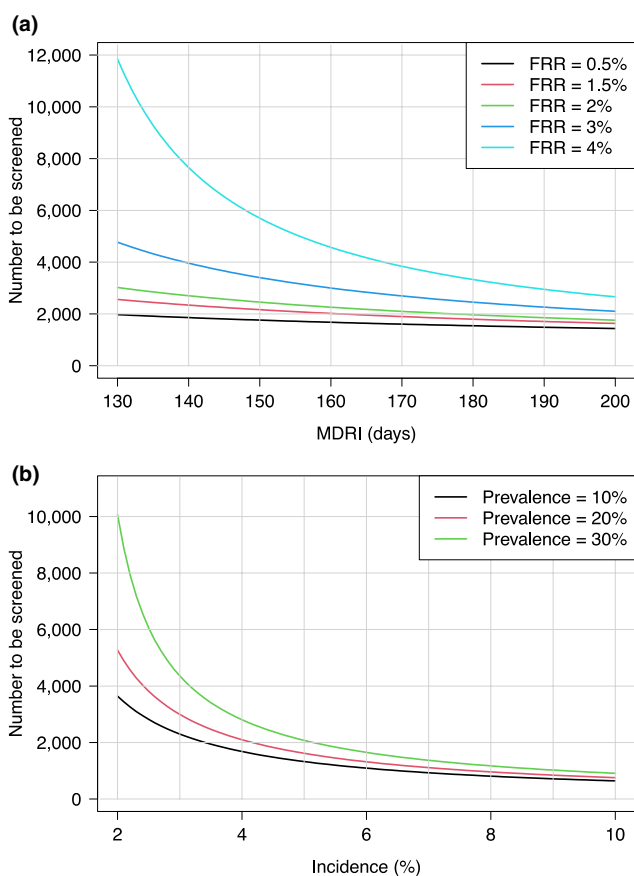 (a)
12,000
10,000
8,000
6,000
4,000
2,000
0
Number to be screened
FRR = 0.5%
FRR = 1.5%
FRR = 2%
FRR = 3%
FRR = 4%
130 140 150 160 170 180 190 200
MDRI (days)
(b)
10,000
8,000
6,000
4,000
2,000
0
Number to be screened
Prevalence = 10%
Prevalence = 20%
Prevalence = 30%
2 4 6 8 10
Incidence (%)